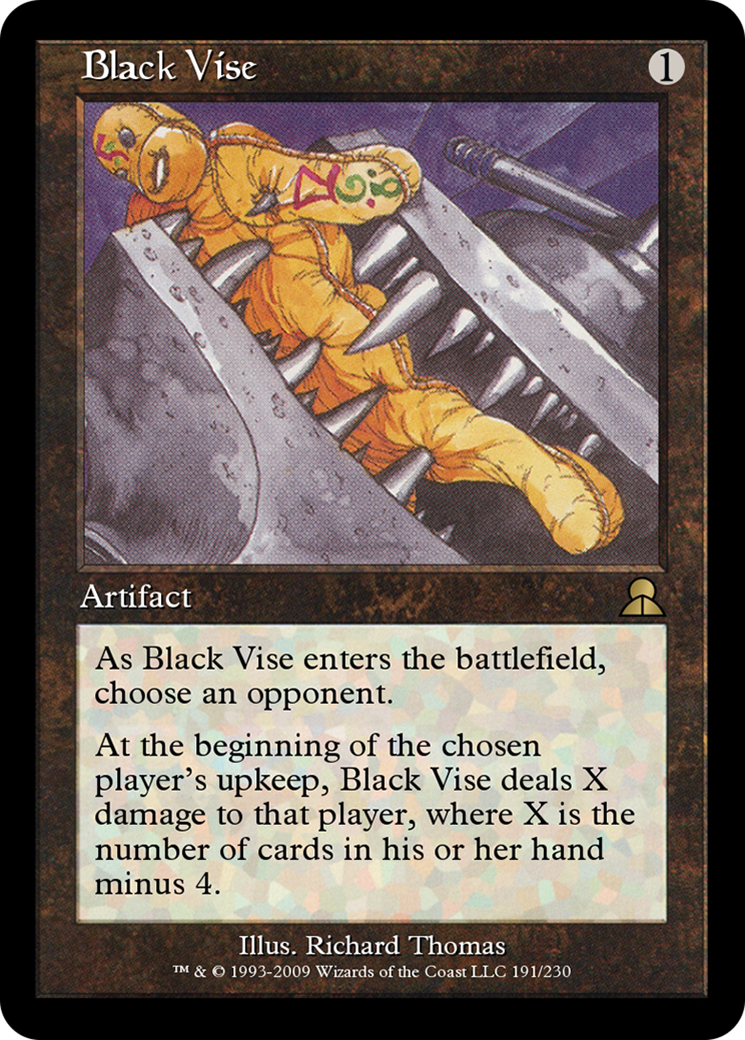 Black Vise
1
Artifact
As Black Vise enters the battlefield,
choose an opponent.
At the beginning of the chosen
player's upkeep, Black Vise deals X
damage to that player, where X is the
number of cards in his or her hand
minus 4.
Illus. Richard Thomas
™ & © 1993-2009 Wizards of the Coast LLC 191/230